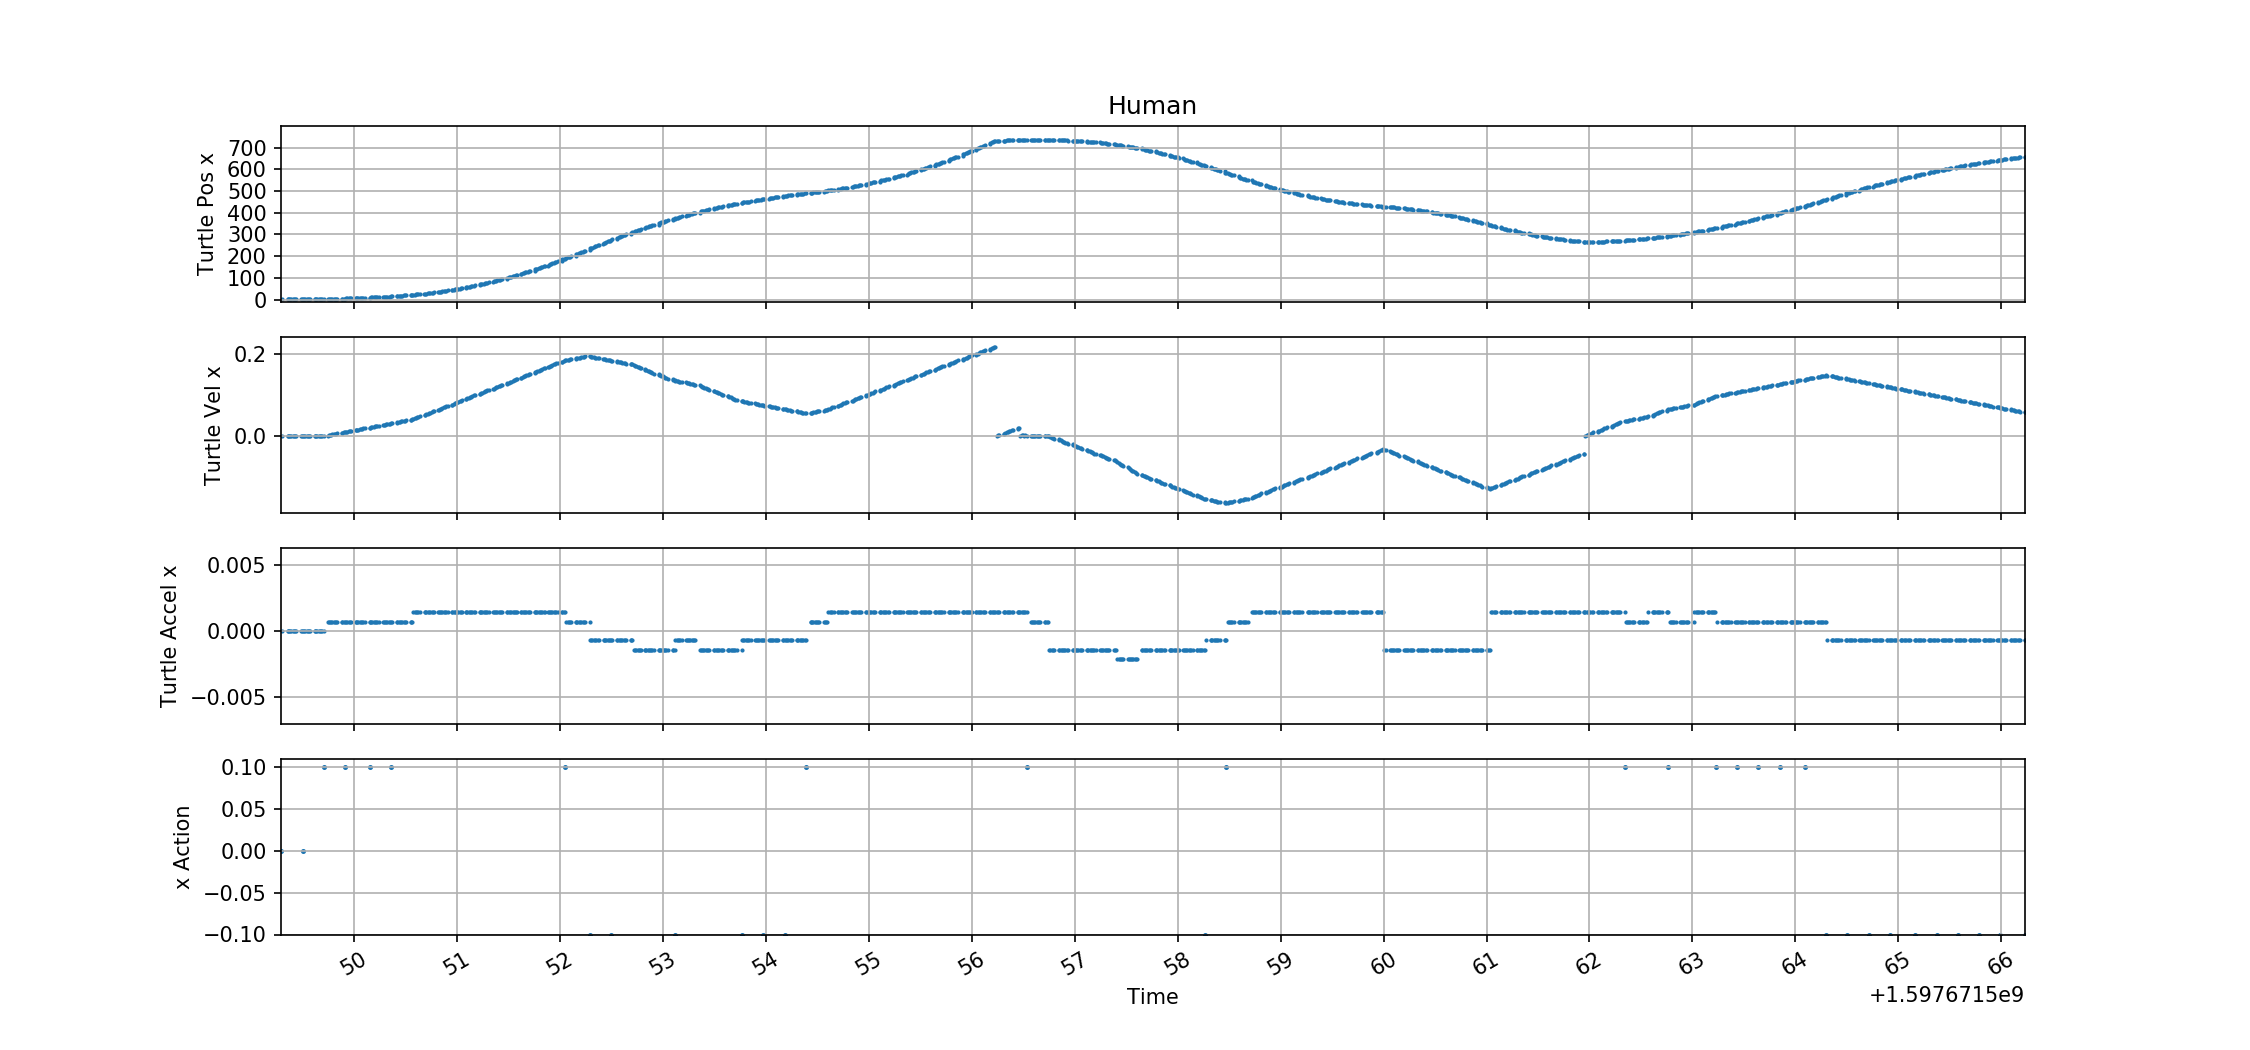 Human
Turtle Pos x
700
600
500
400
300
200
100
0
Turtle Vel x
0.2
0.0
Turtle Accel x
0.005
0.000
−0.005
x Action
0.10
0.05
0.00
−0.05
−0.10
50 51 52 53 54 55 56 57 58 59 60 61 62 63 64 65 66
Time
+1.5976715e9